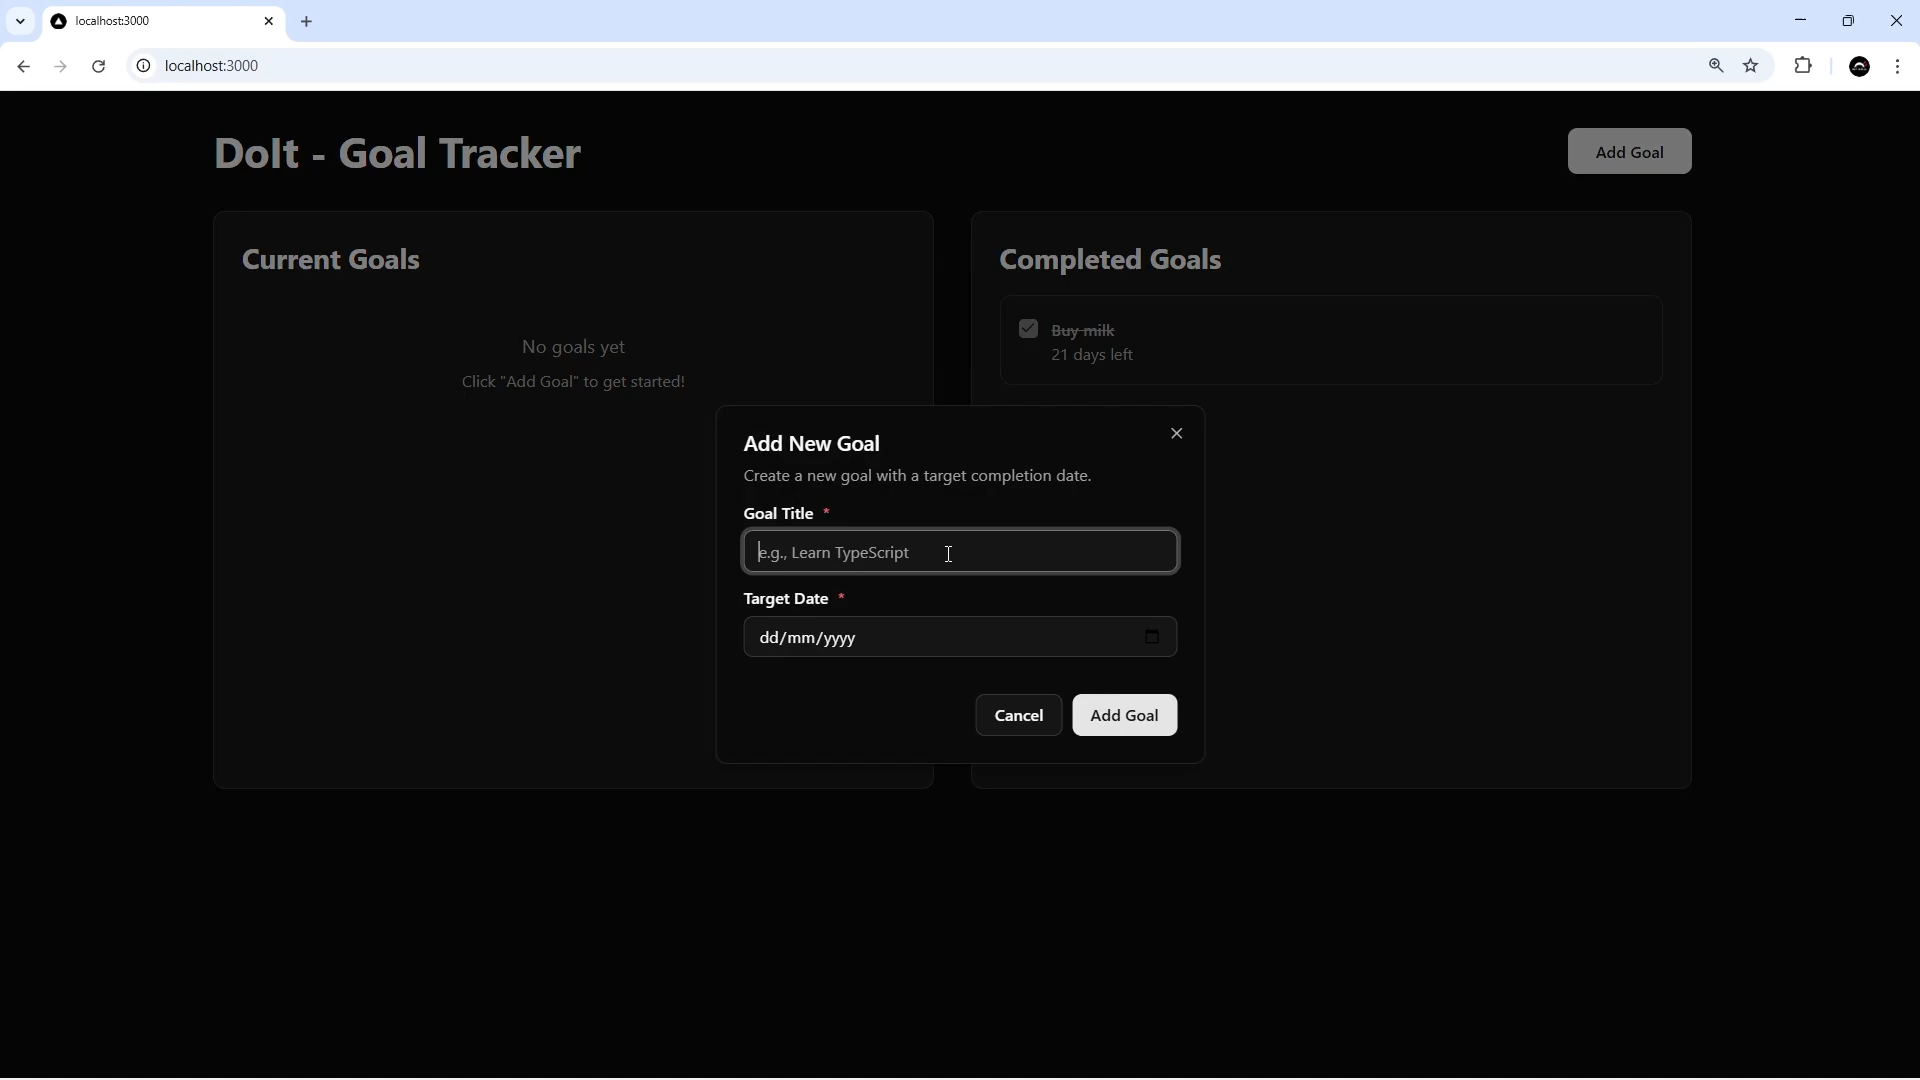 localhost:3000
localhost:3000
DoIt - Goal Tracker
Add Goal
Current Goals
No goals yet
Click "Add Goal" to get started!
Completed Goals
Buy milk
21 days left
Add New Goal
Create a new goal with a target completion date.
Goal Title *
e.g., Learn TypeScript
Target Date *
dd/mm/yyyy
Cancel
Add Goal